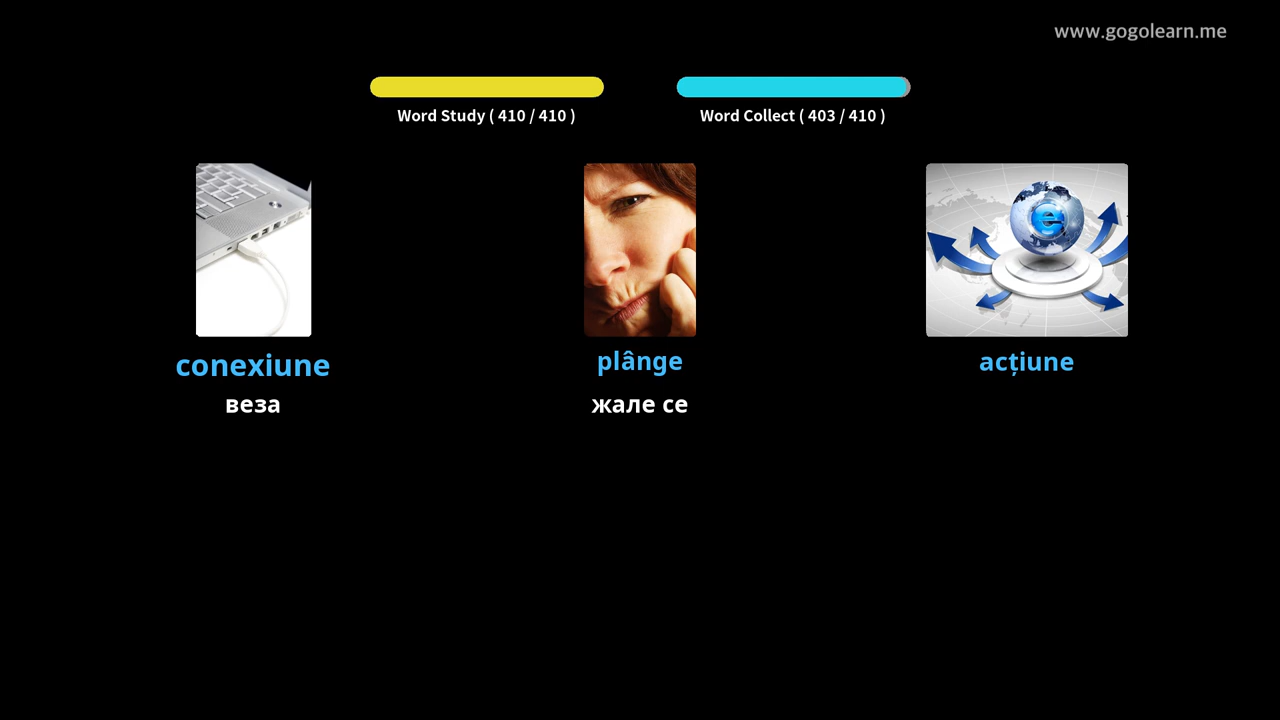 www.gogolearn.me
Word Study ( 410 / 410 )
Word Collect ( 403 / 410 )
conexiune
plânge
acțiune
веза
жале се
e